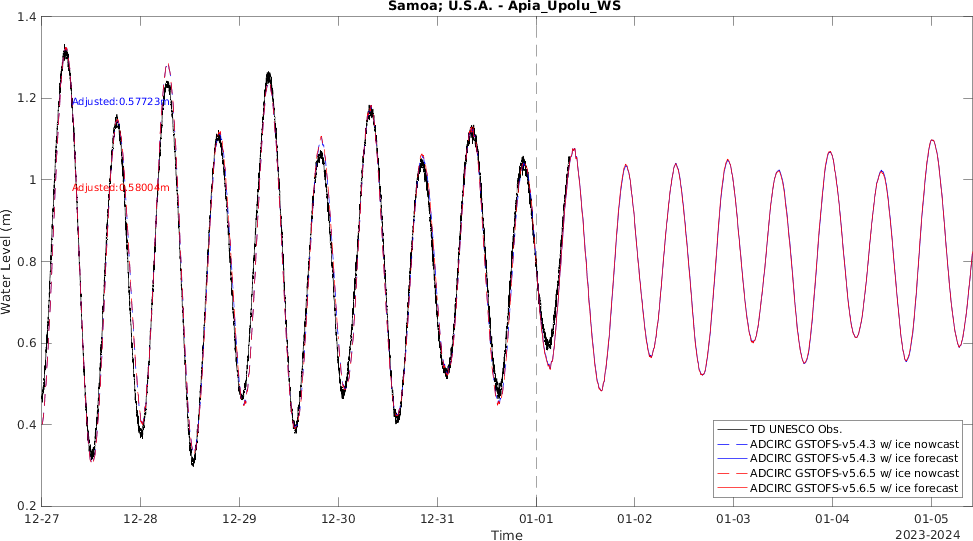 Samoa; U.S.A. - Apia_Upolu_WS
1.4
1.2
1
0.8
0.6
0.4
0.2
Water Level (m)
Adjusted:0.57723m
Adjusted:0.58004m
TD UNESCO Obs.
ADCIRC GSTOFS-v5.4.3 w/ ice nowcast
ADCIRC GSTOFS-v5.4.3 w/ ice forecast
ADCIRC GSTOFS-v5.6.5 w/ ice nowcast
ADCIRC GSTOFS-v5.6.5 w/ ice forecast
12-27 12-28 12-29 12-30 12-31 01-01 01-02 01-03 01-04 01-05
Time
2023-2024